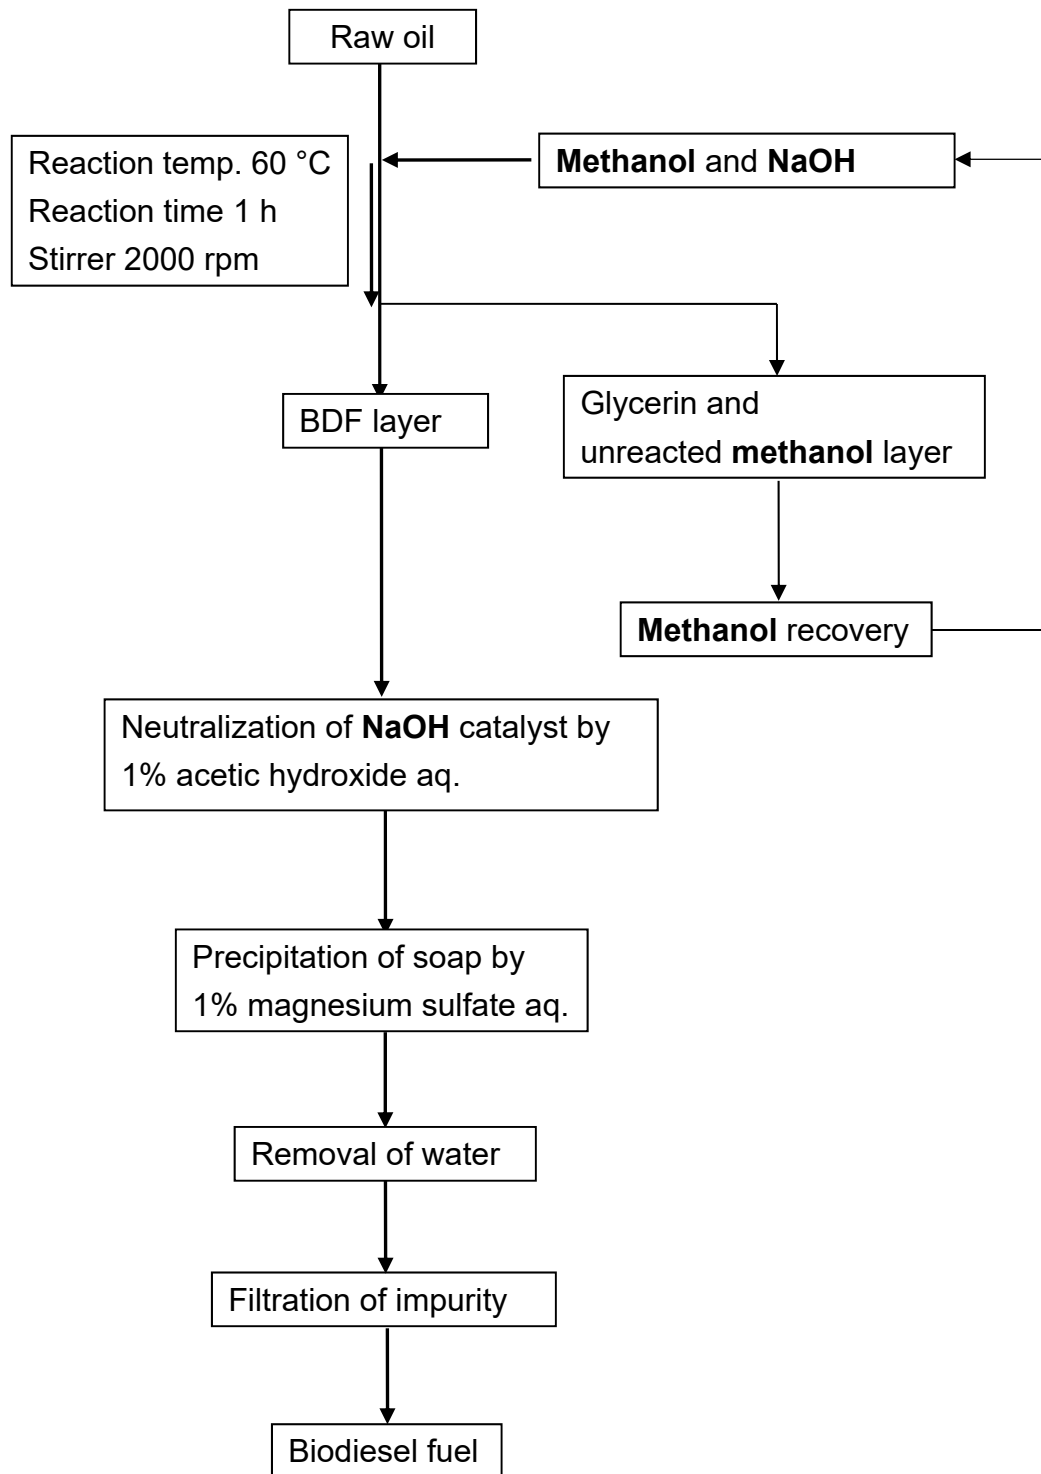 Raw oil
Reaction temp. 60 °C
Reaction time 1 h
Stirrer 2000 rpm
Methanol and NaOH
BDF layer
Glycerin and
unreacted methanol layer
Methanol recovery
Neutralization of NaOH catalyst by
1% acetic hydroxide aq.
Precipitation of soap by
1% magnesium sulfate aq.
Removal of water
Filtration of impurity
Biodiesel fuel